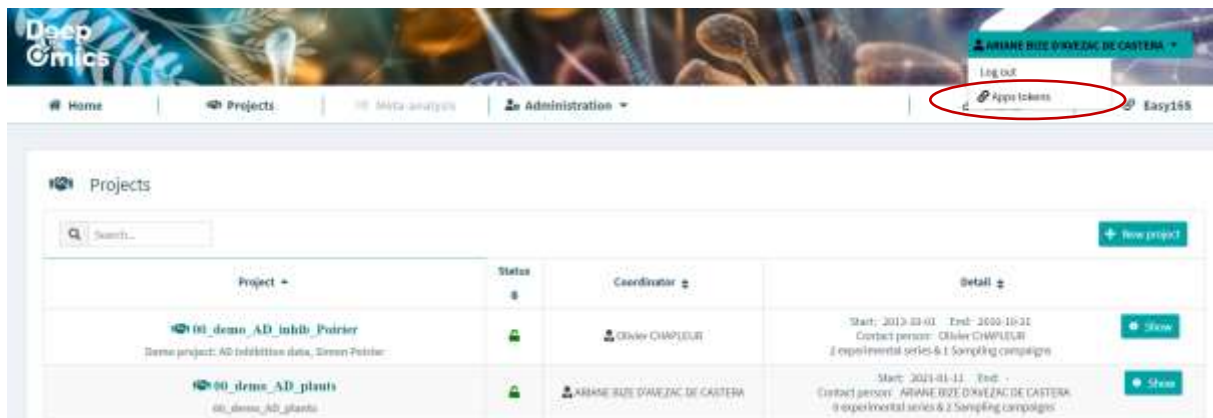 Deep
Omics
ARIANE BIZE D'AVEZAC DE CASTERA
Log out
Apps tokens
Home
Projects
Meta-analysis
Administration
Easy16S
Projects
Search...
New project
Project
Status
Coordinator
Detail
00_demo_AD_inhib_Poirier
Demo project: AD inhibition data, Simon Poirier
Olivier CHAPLEUR
Start: 2013-03-01 End:
Contact person: Olivier CHAPLEUR
2 experimental series & 1 Sampling campaigns
Show
00_demo_AD_plants
00_demo_AD_plants
ARIANE BIZE D'AVEZAC DE CASTERA
Start: 2021-01-11 End: -
Contact person: ARIANE BIZE D'AVEZAC DE CASTERA
0 experimental series & 2 Sampling campaigns
Show